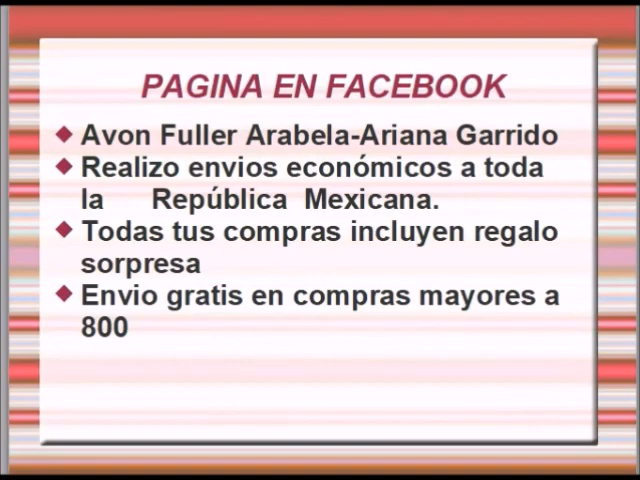 PAGINA EN FACEBOOK
Avon Fuller Arabela-Ariana Garrido
Realizo envios económicos a toda
la República Mexicana.
Todas tus compras incluyen regalo
sorpresa
Envio gratis en compras mayores a
800